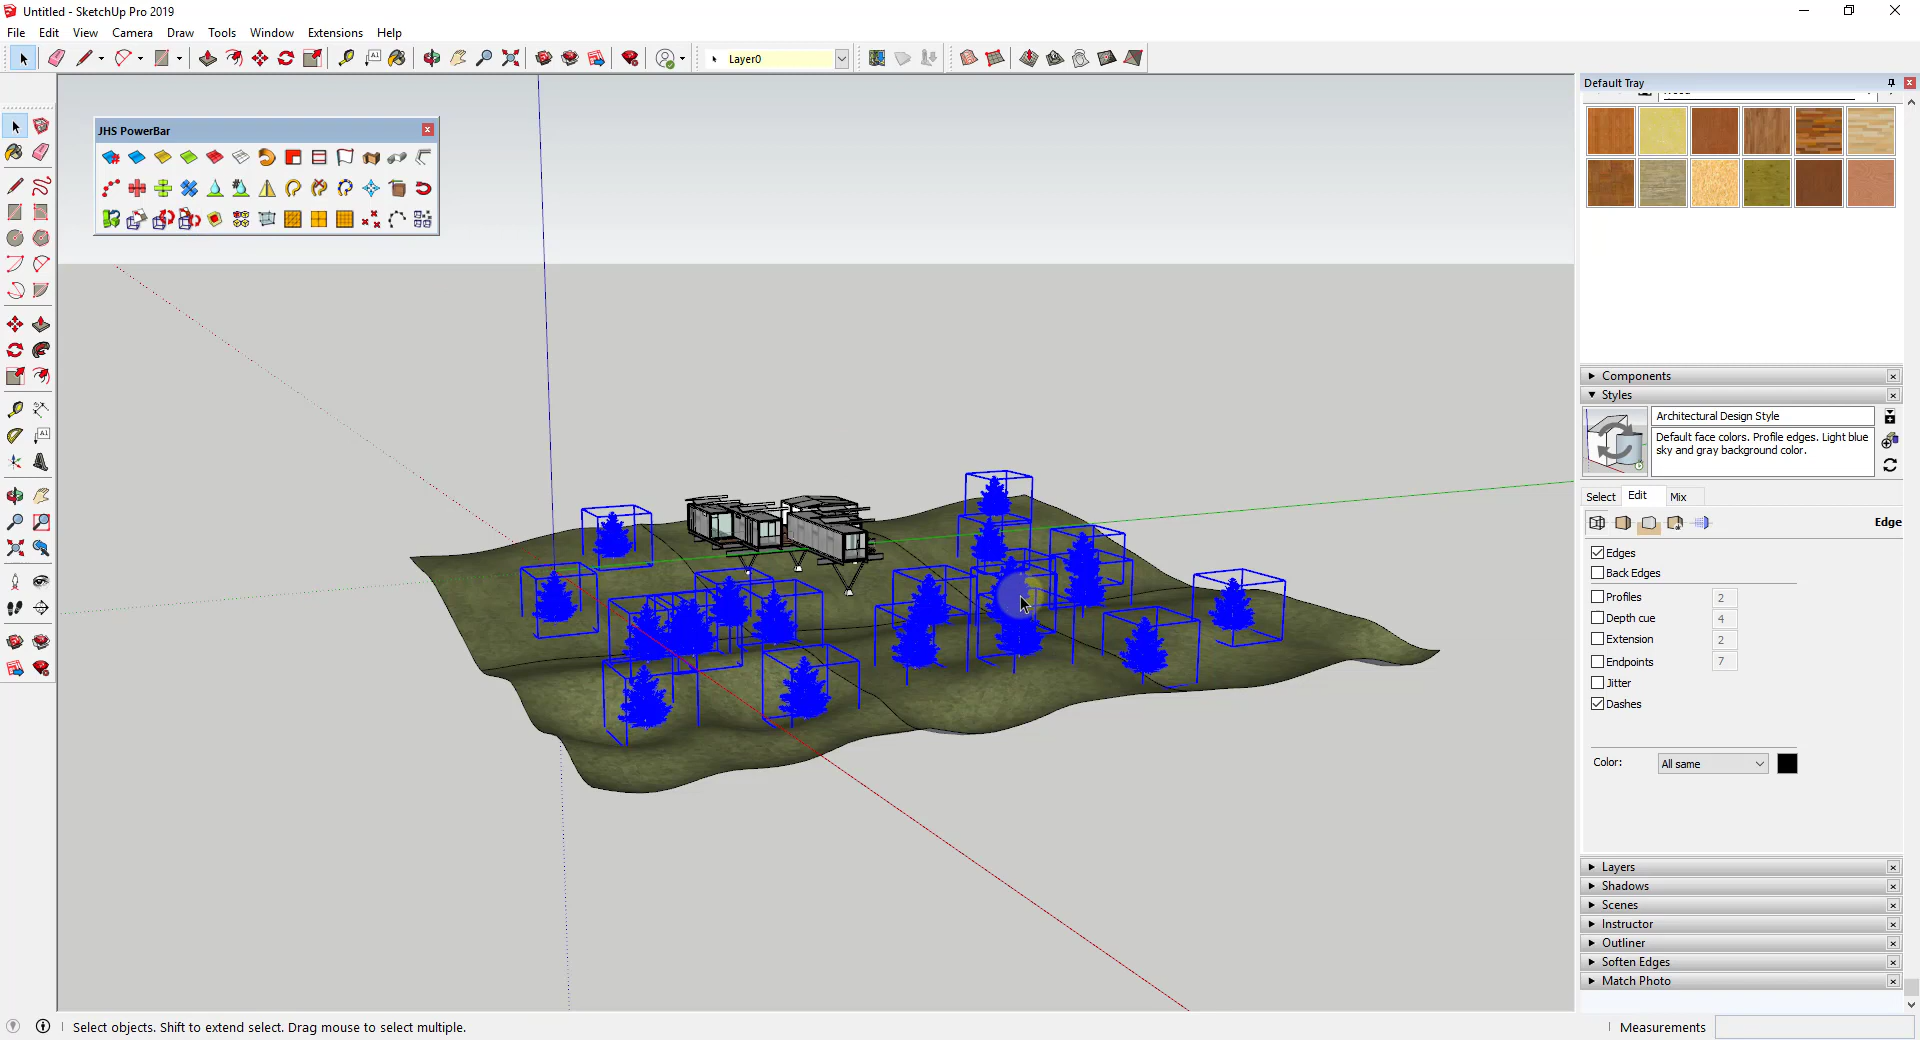 Untitled - SketchUp Pro 2019
File Edit View Camera Draw Tools Window Extensions Help
Layer0
Default Tray
JHS PowerBar
Components
Styles
Architectural Design Style
Default face colors. Profile edges. Light blue
sky and gray background color.
Select Edit Mix
Edge
Edges
Back Edges
Profiles 2
Depth cue 4
Extension 2
Endpoints 7
Jitter
Dashes
Color: All same
Layers
Shadows
Scenes
Instructor
Outliner
Soften Edges
Match Photo
Select objects. Shift to extend select. Drag mouse to select multiple.
Measurements